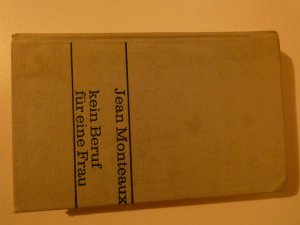 Jean Monteaux
kein Beruf
für eine Frau